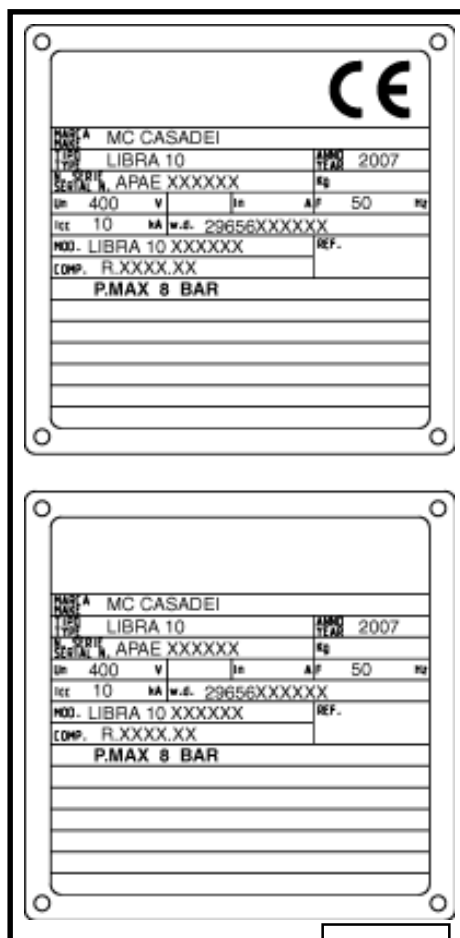 CE
MARCA
MAKE MC CASADEI
TIPO
TYPE LIBRA 10 ANNO
YEAR 2007
N. SERIE
SERIAL N. APAE XXXXXX Kg
Un 400 V In A F 50 Hz
Icc 10 kA w.d. 29656XXXXXX
MOD. LIBRA 10 XXXXXX REF.
COMP. R.XXXX.XX
P.MAX 8 BAR
MARCA
MAKE MC CASADEI
TIPO
TYPE LIBRA 10 ANNO
YEAR 2007
N. SERIE
SERIAL N. APAE XXXXXX Kg
Un 400 V In A F 50 Hz
Icc 10 kA w.d. 29656XXXXXX
MOD. LIBRA 10 XXXXXX REF.
COMP. R.XXXX.XX
P.MAX 8 BAR